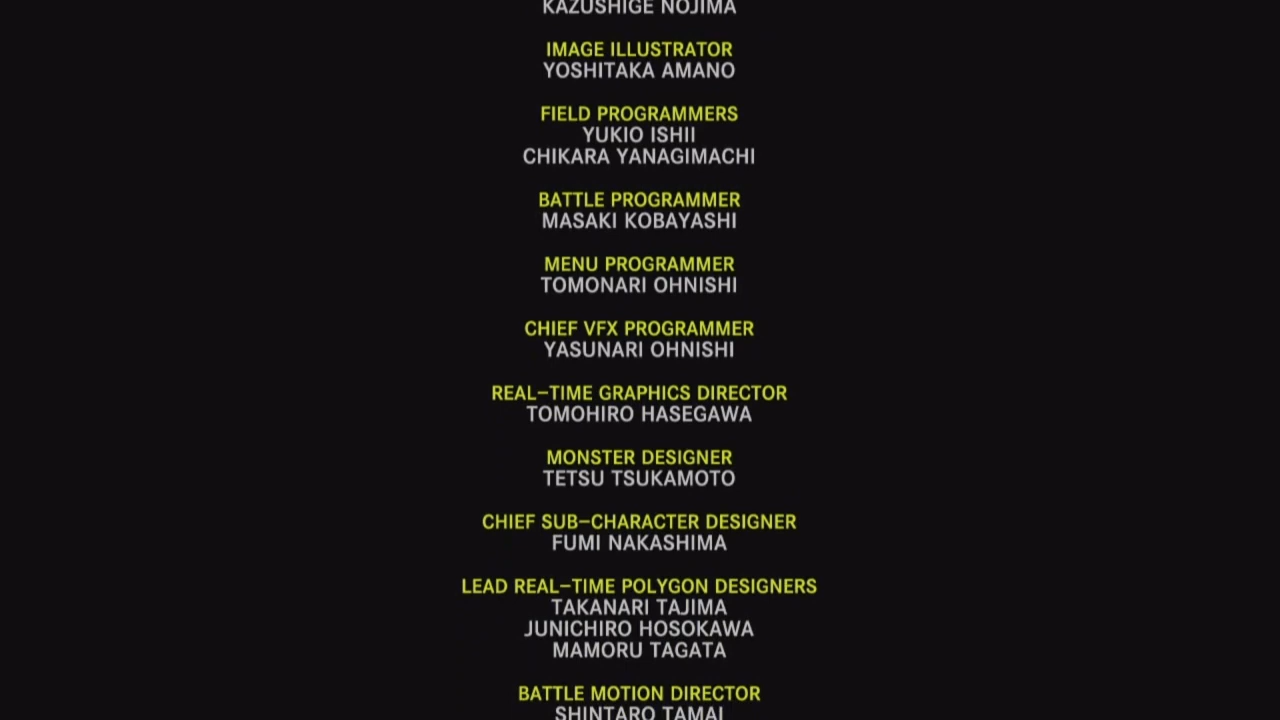 KAZUSHIGE NOJIMA
IMAGE ILLUSTRATOR
YOSHITAKA AMANO
FIELD PROGRAMMERS
YUKIO ISHII
CHIKARA YANAGIMACHI
BATTLE PROGRAMMER
MASAKI KOBAYASHI
MENU PROGRAMMER
TOMONARI OHNISHI
CHIEF VFX PROGRAMMER
YASUNARI OHNISHI
REAL-TIME GRAPHICS DIRECTOR
TOMOHIRO HASEGAWA
MONSTER DESIGNER
TETSU TSUKAMOTO
CHIEF SUB-CHARACTER DESIGNER
FUMI NAKASHIMA
LEAD REAL-TIME POLYGON DESIGNERS
TAKANARI TAJIMA
JUNICHIRO HOSOKAWA
MAMORU TAGATA
BATTLE MOTION DIRECTOR
SHINTARO TAMAI